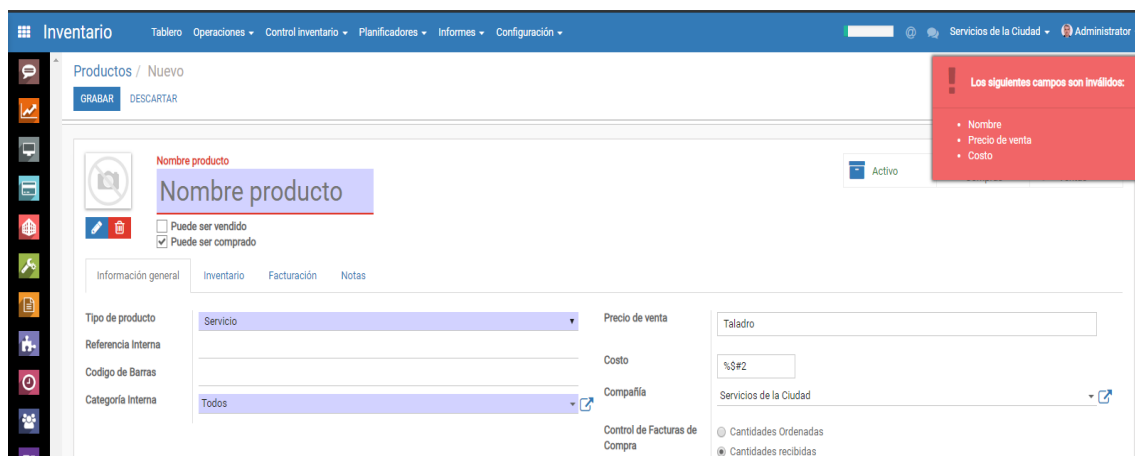 Inventario Tablero Operaciones Control inventario Planificadores Informes Configuración @ Servicios de la Ciudad Administrator
Productos / Nuevo
GRABAR DESCARTAR
Los siguientes campos son inválidos:
Nombre
Precio de venta
Costo
Nombre producto
Nombre producto
Activo
Puede ser vendido
Puede ser comprado
Información general Inventario Facturación Notas
Tipo de producto Servicio Precio de venta Taladro
Referencia Interna
Costo %$#2
Codigo de Barras
Compañía Servicios de la Ciudad
Categoría Interna Todos
Control de Facturas de Compra
Cantidades Ordenadas
Cantidades recibidas